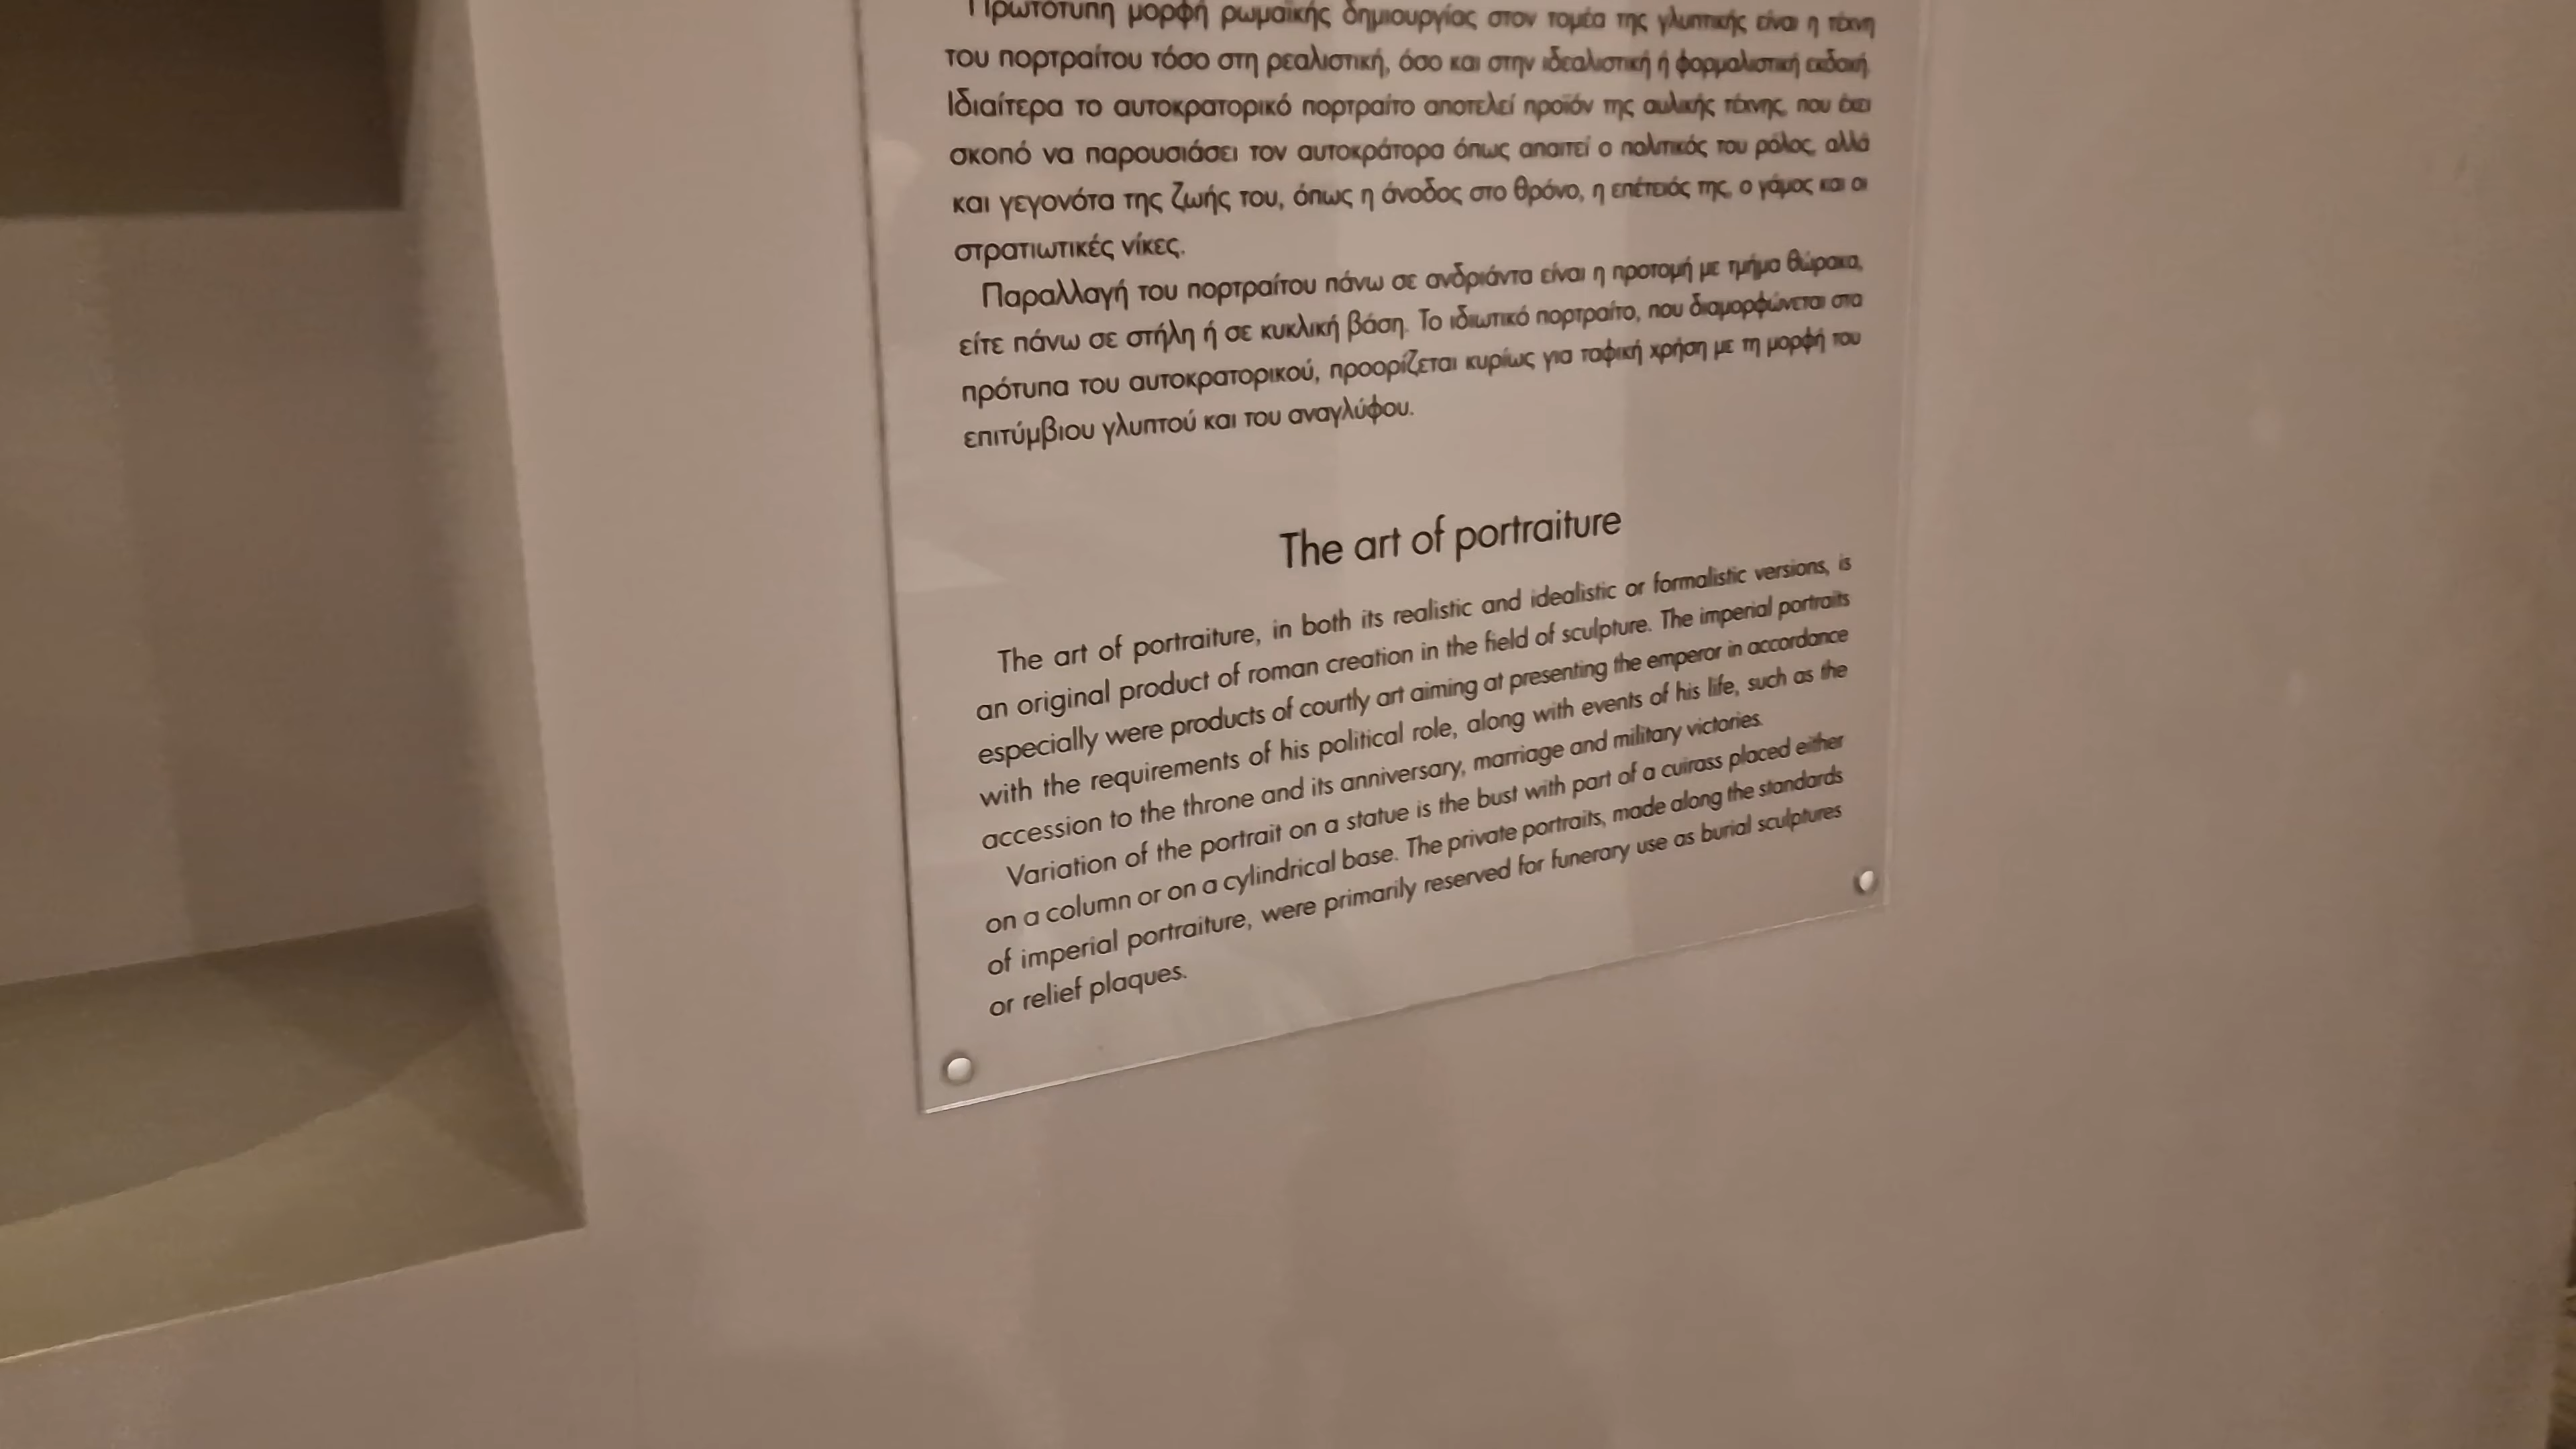 Πρωτότυπη μορφή ρωμαϊκής δημιουργίας στον τομέα της γλυπτικής είναι η τέχνη
του πορτραίτου τόσο στη ρεαλιστική, όσο και στην ιδεαλιστική ή φορμαλιστική εκδοχή.
Ιδιαίτερα το αυτοκρατορικό πορτραίτο αποτελεί προϊόν της αυλικής τέχνης, που έχει
σκοπό να παρουσιάσει τον αυτοκράτορα όπως απαιτεί ο πολιτικός του ρόλος, αλλά
και γεγονότα της ζωής του, όπως η άνοδος στο θρόνο, η επέτειός της, ο γάμος και οι
στρατιωτικές νίκες.
Παραλλαγή του πορτραίτου πάνω σε ανδριάντα είναι η προτομή με τμήμα θώρακα,
είτε πάνω σε στήλη ή σε κυκλική βάση. Το ιδιωτικό πορτραίτο, που διαμορφώνεται στα
πρότυπα του αυτοκρατορικού, προορίζεται κυρίως για ταφική χρήση με τη μορφή του
επιτύμβιου γλυπτού και του αναγλύφου.
The art of portraiture
The art of portraiture, in both its realistic and idealistic or formalistic versions, is
an original product of roman creation in the field of sculpture. The imperial portraits
especially were products of courtly art aiming at presenting the emperor in accordance
with the requirements of his political role, along with events of his life, such as the
accession to the throne and its anniversary, marriage and military victories.
Variation of the portrait on a statue is the bust with part of a cuirass placed either
on a column or on a cylindrical base. The private portraits, made along the standards
of imperial portraiture, were primarily reserved for funerary use as burial sculptures
or relief plaques.